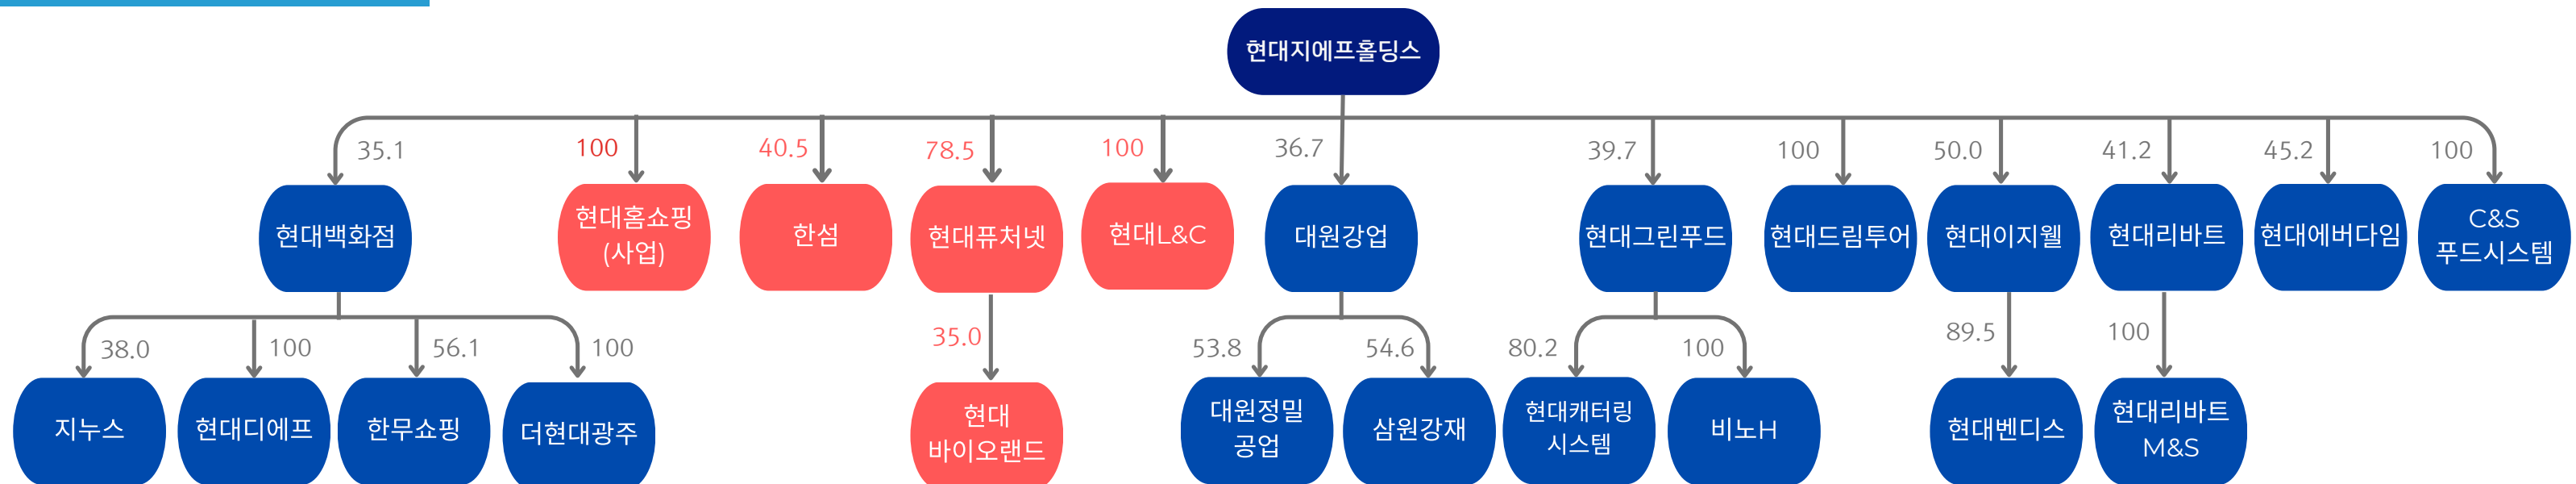 현대지에프홀딩스
35.1
100
40.5
78.5
100
36.7
39.7
100
50.0
41.2
45.2
100
현대백화점
현대홈쇼핑
(사업)
한섬
현대퓨처넷
현대L&C
대원강업
현대그린푸드
현대드림투어
현대이지웰
현대리바트
현대에버다임
C&S
푸드시스템
38.0
100
56.1
100
35.0
53.8
54.6
80.2
100
89.5
100
지누스
현대디에프
한무쇼핑
더현대광주
현대
바이오랜드
대원정밀
공업
삼원강재
현대캐터링
시스템
비노H
현대벤디스
현대리바트
M&S